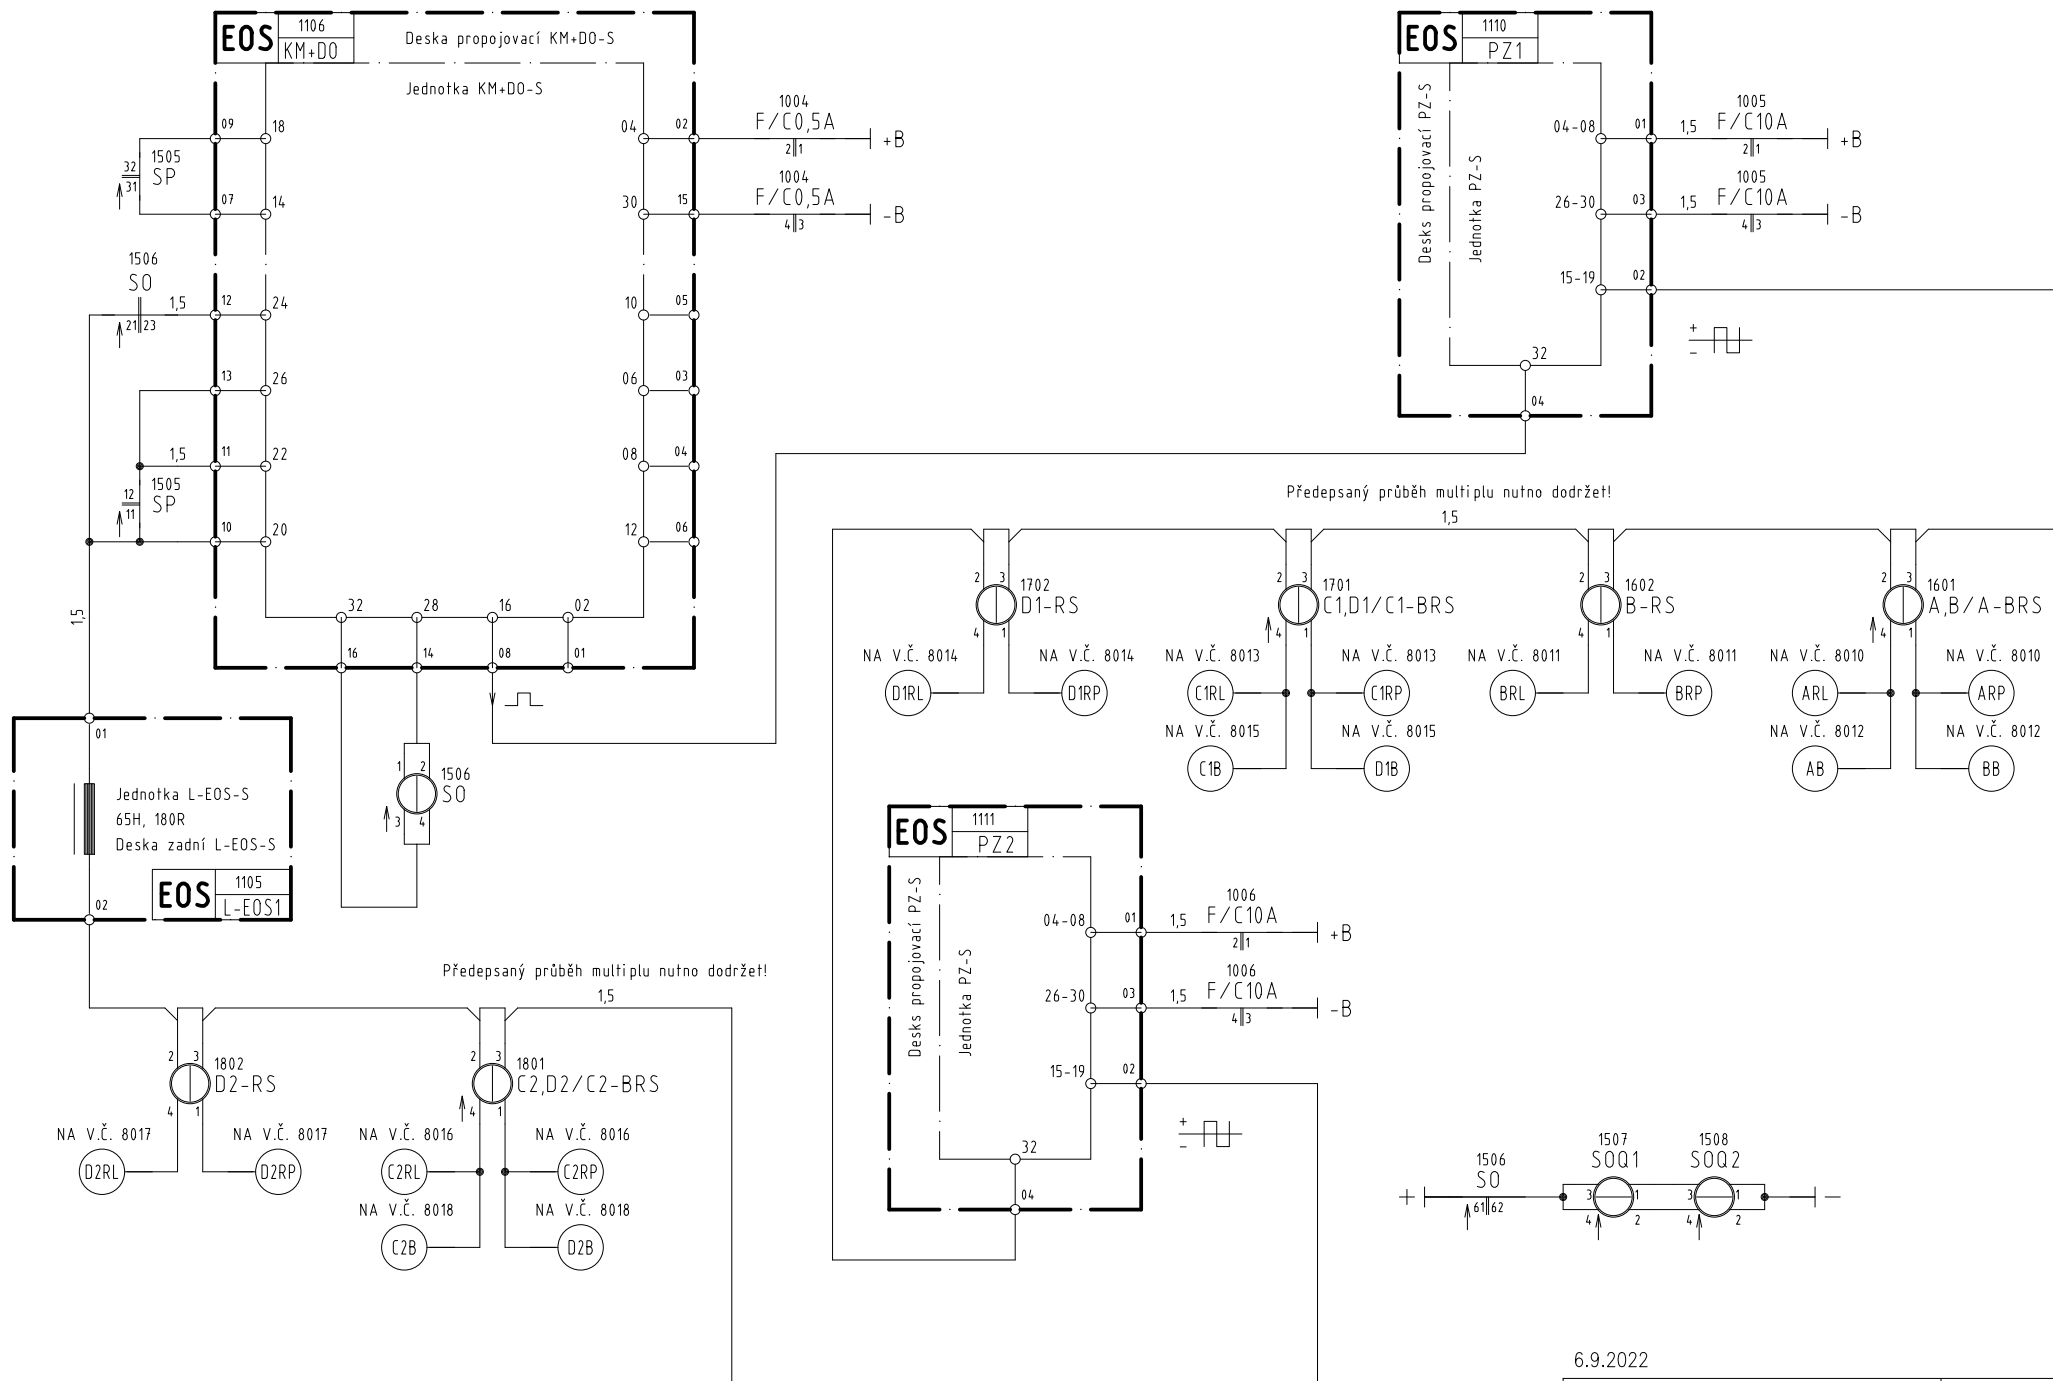 EOS
1106
KM+DO
Deska propojovací KM+DO-S
Jednotka KM+DO-S
09
18
04
02
1004
F/C0,5A
2 1
+B
32
31
1505
SP
07
14
30
15
1004
F/C0,5A
4 3
-B
1506
SO
21 23
1,5
12
24
10
05
13
26
06
03
1,5
11
22
08
04
12
11
1505
SP
10
20
12
06
1,5
32
28
16
02
16
14
08
01
1 2
1506
SO
3 4
01
Jednotka L-EOS-S
65H, 180R
Deska zadní L-EOS-S
EOS
1105
L-EOS1
02
EOS
1110
PZ1
Desks propojovací PZ-S
Jednotka PZ-S
04-08
01
1,5
1005
F/C10A
2 1
+B
26-30
03
1,5
1005
F/C10A
4 3
-B
15-19
02
+
-
32
04
Předepsaný průběh multiplu nutno dodržet!
1,5
2 3
1702
D1-RS
4 1
2 3
1701
C1,D1/C1-BRS
4 1
2 3
1602
B-RS
4 1
2 3
1601
A,B/A-BRS
4 1
NA V.Č. 8014
NA V.Č. 8014
NA V.Č. 8013
NA V.Č. 8013
NA V.Č. 8011
NA V.Č. 8011
NA V.Č. 8010
NA V.Č. 8010
D1RL
D1RP
C1RL
C1RP
BRL
BRP
ARL
ARP
NA V.Č. 8015
NA V.Č. 8015
NA V.Č. 8012
NA V.Č. 8012
C1B
D1B
AB
BB
EOS
1111
PZ2
Desks propojovací PZ-S
Jednotka PZ-S
04-08
01
1,5
1006
F/C10A
2 1
+B
26-30
03
1,5
1006
F/C10A
4 3
-B
15-19
02
+
-
32
04
Předepsaný průběh multiplu nutno dodržet!
1,5
2 3
1802
D2-RS
4 1
2 3
1801
C2,D2/C2-BRS
4 1
NA V.Č. 8017
NA V.Č. 8017
NA V.Č. 8016
NA V.Č. 8016
D2RL
D2RP
C2RL
C2RP
NA V.Č. 8018
NA V.Č. 8018
C2B
D2B
1506
SO
+
61 62
1507
SOQ1
3 1
4 2
1508
SOQ2
3 1
4 2
-
6.9.2022